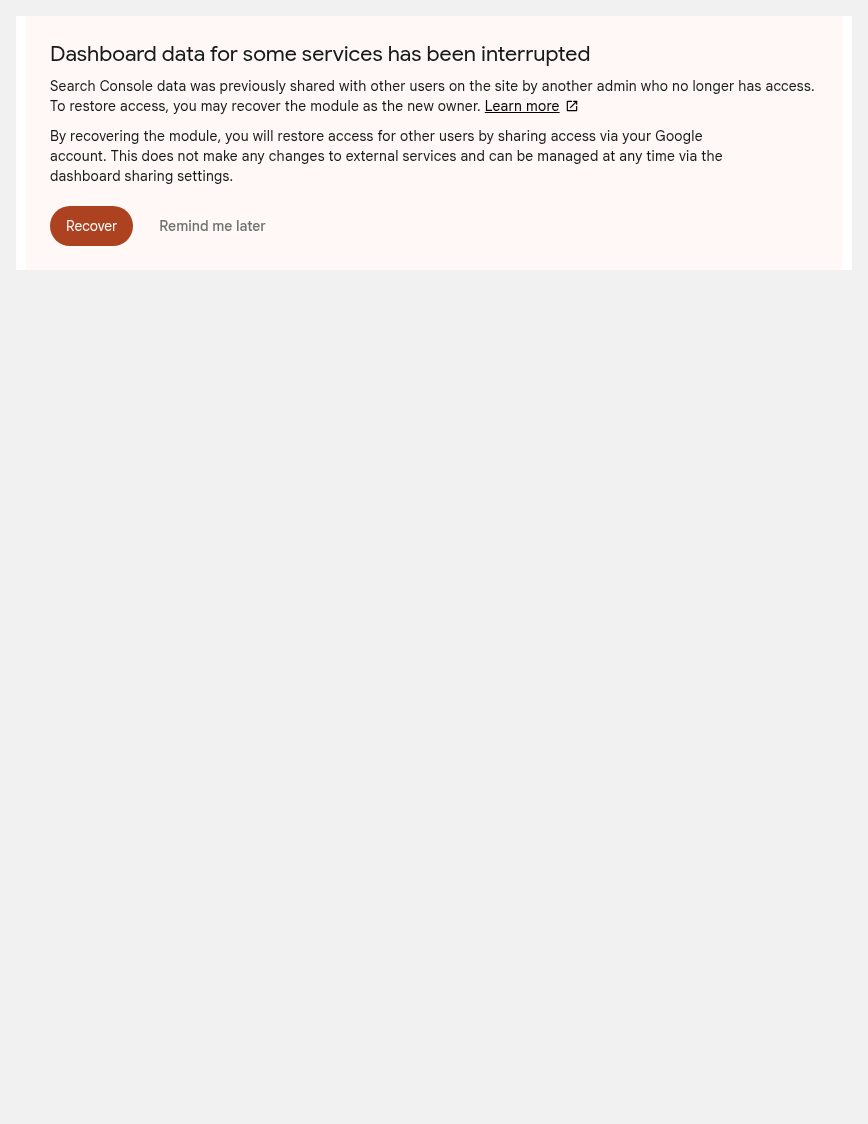 Dashboard data for some services has been interrupted
Search Console data was previously shared with other users on the site by another admin who no longer has access.
To restore access, you may recover the module as the new owner. Learn more
By recovering the module, you will restore access for other users by sharing access via your Google
account. This does not make any changes to external services and can be managed at any time via the
dashboard sharing settings.
Recover
Remind me later